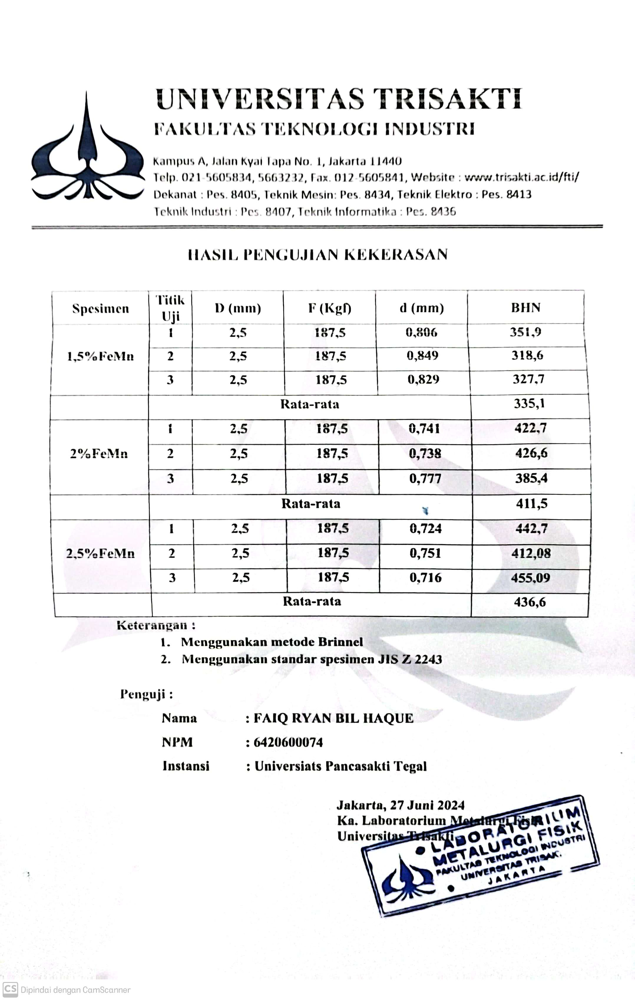 UNIVERSITAS TRISAKTI
FAKULTAS TEKNOLOGI INDUSTRI
Kampus A, Jalan Kyai Tapa No. 1, Jakarta 11440
Telp. 021-5605834, 5663232, Fax. 012-5605841, Website : www.trisakti.ac.id/fti/
Dekanat : Pes. 8405, Teknik Mesin: Pes. 8434, Teknik Elektro : Pes. 8413
Teknik Industri : Pes. 8407, Teknik Informatika : Pes. 8436
HASIL PENGUJIAN KEKERASAN
Spesimen Titik Uji D (mm) F (Kgf) d (mm) BHN
1 2,5 187,5 0,806 351,9
1,5%FeMn 2 2,5 187,5 0,849 318,6
3 2,5 187,5 0,829 327,7
Rata-rata 335,1
1 2,5 187,5 0,741 422,7
2%FeMn 2 2,5 187,5 0,738 426,6
3 2,5 187,5 0,777 385,4
Rata-rata 411,5
1 2,5 187,5 0,724 442,7
2,5%FeMn 2 2,5 187,5 0,751 412,08
3 2,5 187,5 0,716 455,09
Rata-rata 436,6
Keterangan :
1. Menggunakan metode Brinnel
2. Menggunakan standar spesimen JIS Z 2243
Penguji :
Nama : FAIQ RYAN BIL HAQUE
NPM : 6420600074
Instansi : Universiats Pancasakti Tegal
Jakarta, 27 Juni 2024
Ka. Laboratorium Metalurgi Fisik
Universitas Trisakti
LABORATORIUM
METALURGI FISIK
FAKULTAS TEKNOLOGI INDUSTRI
UNIVERSITAS TRISAK.
JAKARTA
CS Dipindai dengan CamScanner